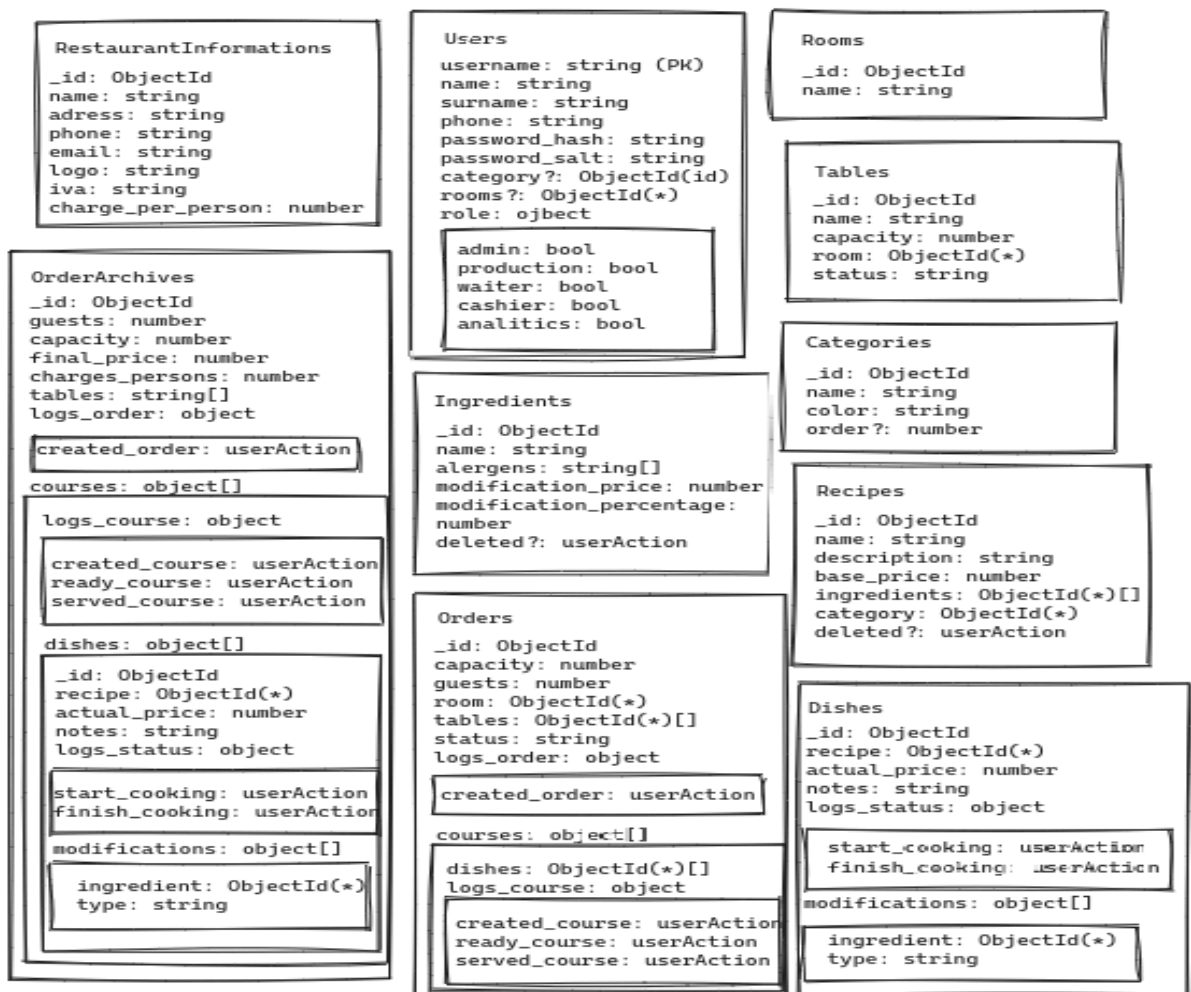 RestaurantInformations
_id: ObjectId
name: string
adress: string
phone: string
email: string
logo: string
iva: string
charge_per_person: number
OrderArchives
_id: ObjectId
guests: number
capacity: number
final_price: number
charges_persons: number
tables: string[]
logs_order: object
created_order: userAction
courses: object[]
logs_course: object
created_course: userAction
ready_course: userAction
served_course: userAction
dishes: object[]
_id: ObjectId
recipe: ObjectId(*)
actual_price: number
notes: string
logs_status: object
start_cooking: userAction
finish_cooking: userAction
modifications: object[]
ingredient: ObjectId(*)
type: string
Users
username: string (PK)
name: string
surname: string
phone: string
password_hash: string
password_salt: string
category?: ObjectId(id)
rooms?: ObjectId(*)
role: ojbect
admin: bool
production: bool
waiter: bool
cashier: bool
analitics: bool
Ingredients
_id: ObjectId
name: string
alergens: string[]
modification_price: number
modification_percentage:
number
deleted?: userAction
Orders
_id: ObjectId
capacity: number
guests: number
room: ObjectId(*)
tables: ObjectId(*)[]
status: string
logs_order: object
created_order: userAction
courses: object[]
dishes: ObjectId(*)[]
logs_course: object
created_course: userAction
ready_course: userAction
served_course: userAction
Rooms
_id: ObjectId
name: string
Tables
_id: ObjectId
name: string
capacity: number
room: ObjectId(*)
status: string
Categories
_id: ObjectId
name: string
color: string
order?: number
Recipes
_id: ObjectId
name: string
description: string
base_price: number
ingredients: ObjectId(*)[]
category: ObjectId(*)
deleted?: userAction
Dishes
_id: ObjectId
recipe: ObjectId(*)
actual_price: number
notes: string
logs_status: object
start_cooking: userAction
finish_cooking: userAction
modifications: object[]
ingredient: ObjectId(*)
type: string